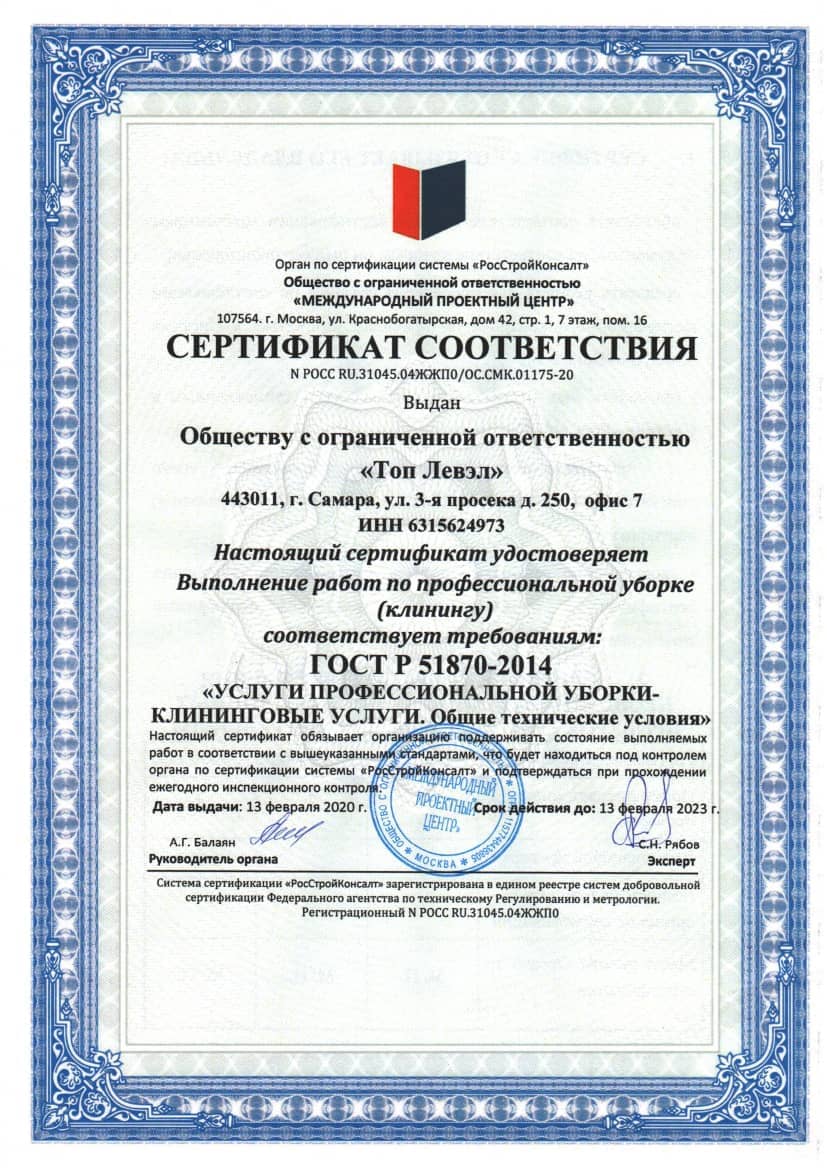 Орган по сертификации системы «РосСтройКонсалт»
Общество с ограниченной ответственностью
«МЕЖДУНАРОДНЫЙ ПРОЕКТНЫЙ ЦЕНТР»
107564. г. Москва, ул. Краснобогатырская, дом 42, стр. 1, 7 этаж, пом. 16
СЕРТИФИКАТ СООТВЕТСТВИЯ
N РОСС RU.31045.04ЖЖП0/ОС.СМК.01175-20
Выдан
Обществу с ограниченной ответственностью
«Топ Левэл»
443011, г. Самара, ул. 3-я просека д. 250, офис 7
ИНН 6315624973
Настоящий сертификат удостоверяет
Выполнение работ по профессиональной уборке
(клинингу)
соответствует требованиям:
ГОСТ Р 51870-2014
«УСЛУГИ ПРОФЕССИОНАЛЬНОЙ УБОРКИ-
КЛИНИНГОВЫЕ УСЛУГИ. Общие технические условия»
Настоящий сертификат обязывает организацию поддерживать состояние выполняемых
работ в соответствии с вышеуказанными стандартами, что будет находиться под контролем
органа по сертификации системы «РосСтройКонсалт» и подтверждаться при прохождении
ежегодного инспекционного контроля.
Дата выдачи: 13 февраля 2020 г. Срок действия до: 13 февраля 2023 г.
МЕЖДУНАРОДНЫЙ
ПРОЕКТНЫЙ
ЦЕНТР»
ОБЩЕСТВО С ОГРАНИЧЕННОЙ ОТВЕТСТВЕННОСТЬЮ
* МОСКВА *
А.Г. Балаян С.Н. Рябов
Руководитель органа Эксперт
Система сертификации «РосСтройКонсалт» зарегистрирована в едином реестре систем добровольной
сертификации Федерального агентства по техническому Регулированию и метрологии.
Регистрационный N РОСС RU.31045.04ЖЖП0